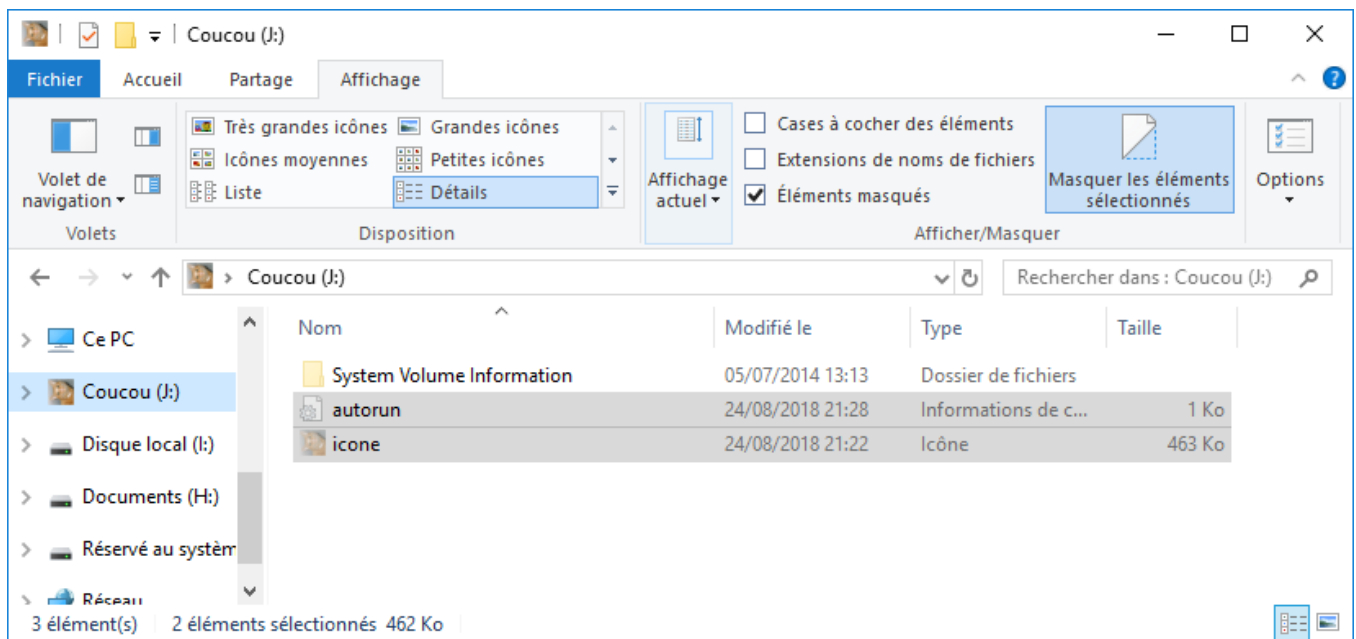 Coucou (J:)
Fichier Accueil Partage Affichage
Très grandes icônes Grandes icônes
Icônes moyennes Petites icônes
Liste Détails
Volet de navigation
Volets
Disposition
Affichage actuel
Cases à cocher des éléments
Extensions de noms de fichiers
Éléments masqués
Masquer les éléments sélectionnés
Afficher/Masquer
Options
Coucou (J:)
Rechercher dans : Coucou (J:)
Ce PC
Coucou (J:)
Disque local (I:)
Documents (H:)
Réservé au systèm
Réseau
Nom Modifié le Type Taille
System Volume Information 05/07/2014 13:13 Dossier de fichiers
autorun 24/08/2018 21:28 Informations de c... 1 Ko
icone 24/08/2018 21:22 Icône 463 Ko
3 élément(s) 2 éléments sélectionnés 462 Ko